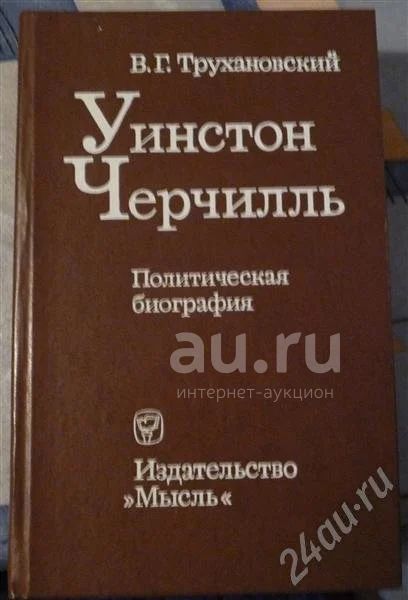 В. Г. Трухановский
Уинстон
Черчилль
Политическая
биография
au.ru
интернет-аукцион
Издательство
„Мысль“
24au.ru